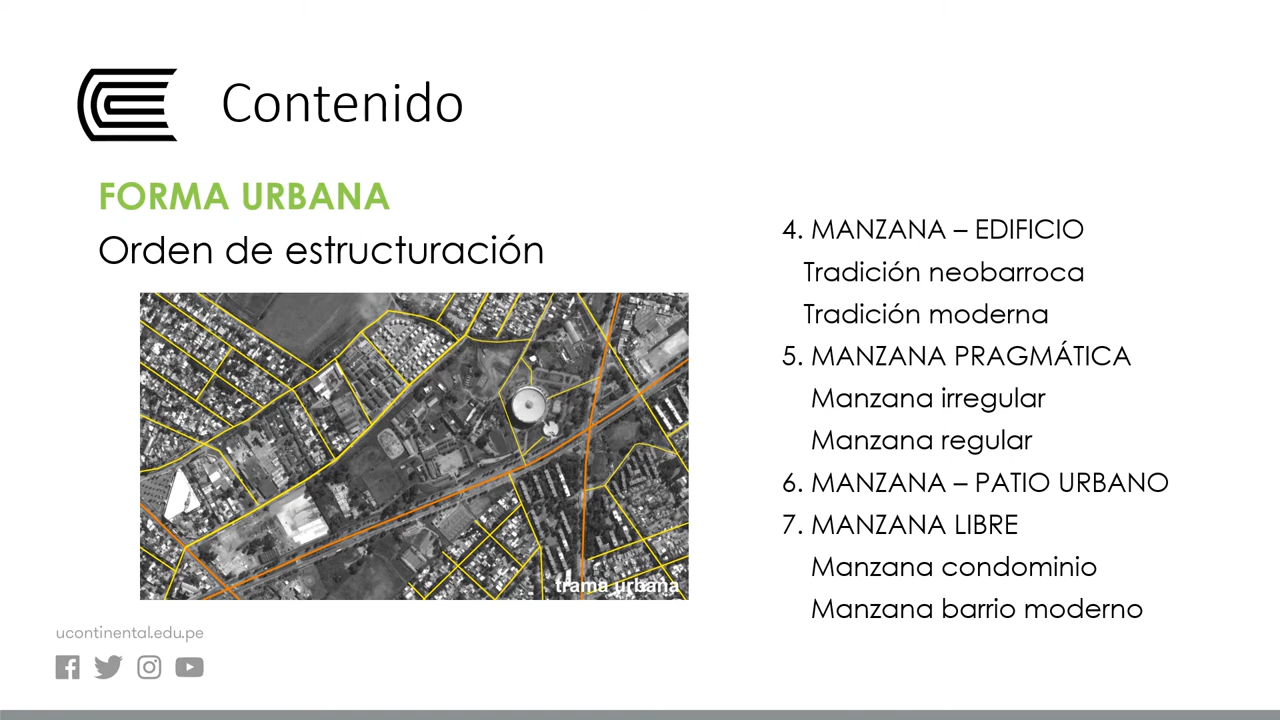 Contenido
FORMA URBANA
Orden de estructuración
trama urbana
4. MANZANA – EDIFICIO
Tradición neobarroca
Tradición moderna
5. MANZANA PRAGMÁTICA
Manzana irregular
Manzana regular
6. MANZANA – PATIO URBANO
7. MANZANA LIBRE
Manzana condominio
Manzana barrio moderno
ucontinental.edu.pe